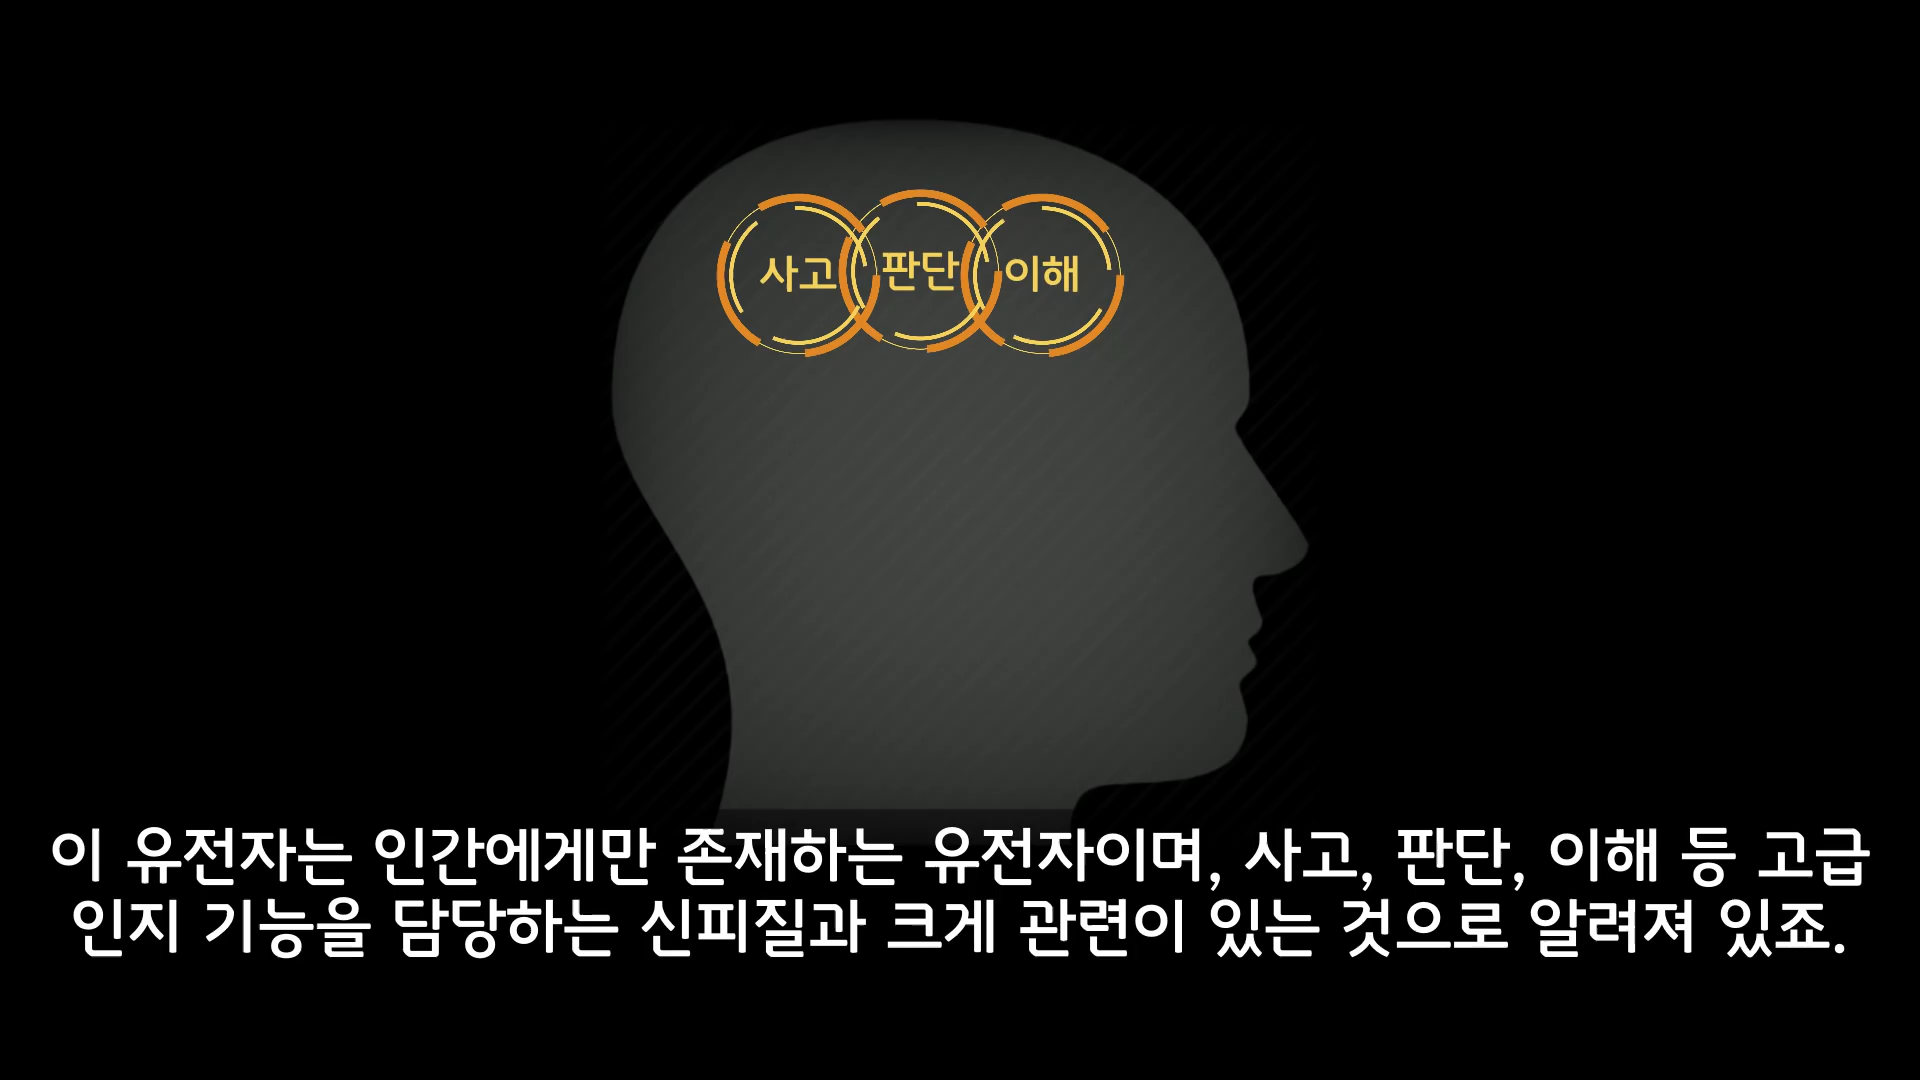 사고 판단 이해
이 유전자는 인간에게만 존재하는 유전자이며, 사고, 판단, 이해 등 고급
인지 기능을 담당하는 신피질과 크게 관련이 있는 것으로 알려져 있죠.